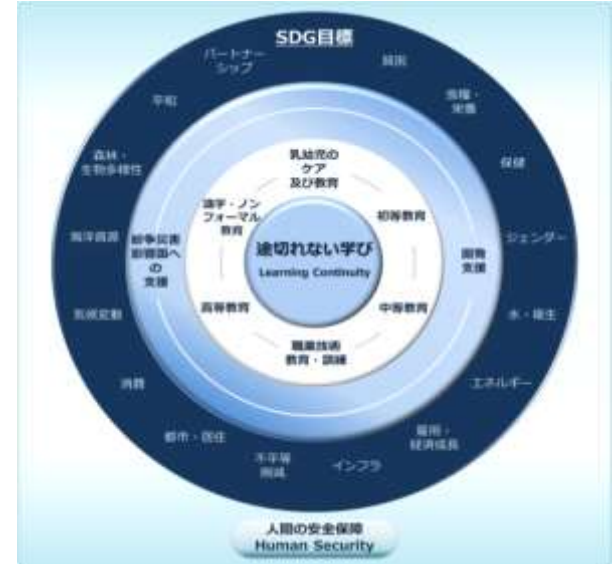 SDG目標
パートナー
シップ
貧困
飢餓・
栄養
保健
ジェンダー
水・衛生
エネルギー
雇用・
経済成長
インフラ
不平等
削減
都市・居住
消費
気候変動
海洋資源
森林・
生物多様性
平和
紛争災害
影響国へ
の
支援
開発
支援
乳幼児の
ケア
及び教育
初等教育
中等教育
職業技術
教育・訓練
高等教育
識字・ノン
フォーマル
教育
途切れない学び
Learning Continuity
人間の安全保障
Human Security